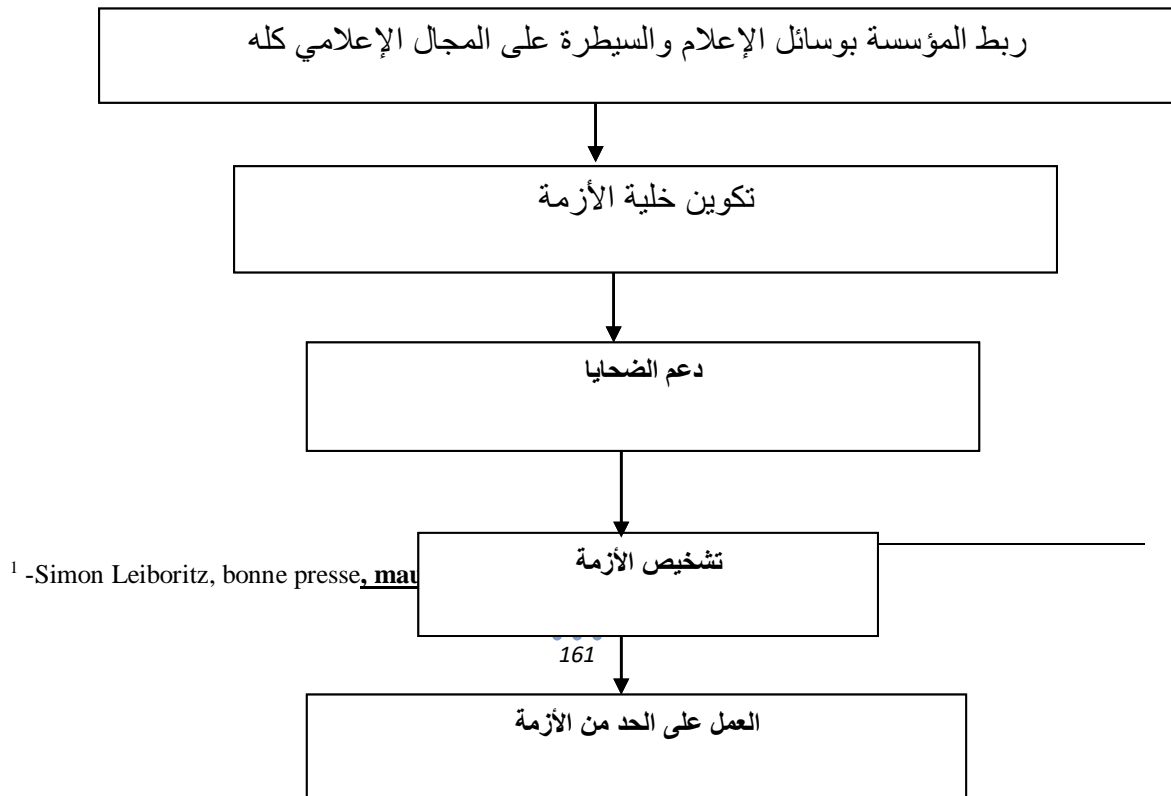 ربط المؤسسة بوسائل الإعلام والسيطرة على المجال الإعلامي كله
تكوين خلية الأزمة
دعم الضحايا
تشخيص الأزمة
1 -Simon Leiboritz, bonne presse, mau
161
العمل على الحد من الأزمة